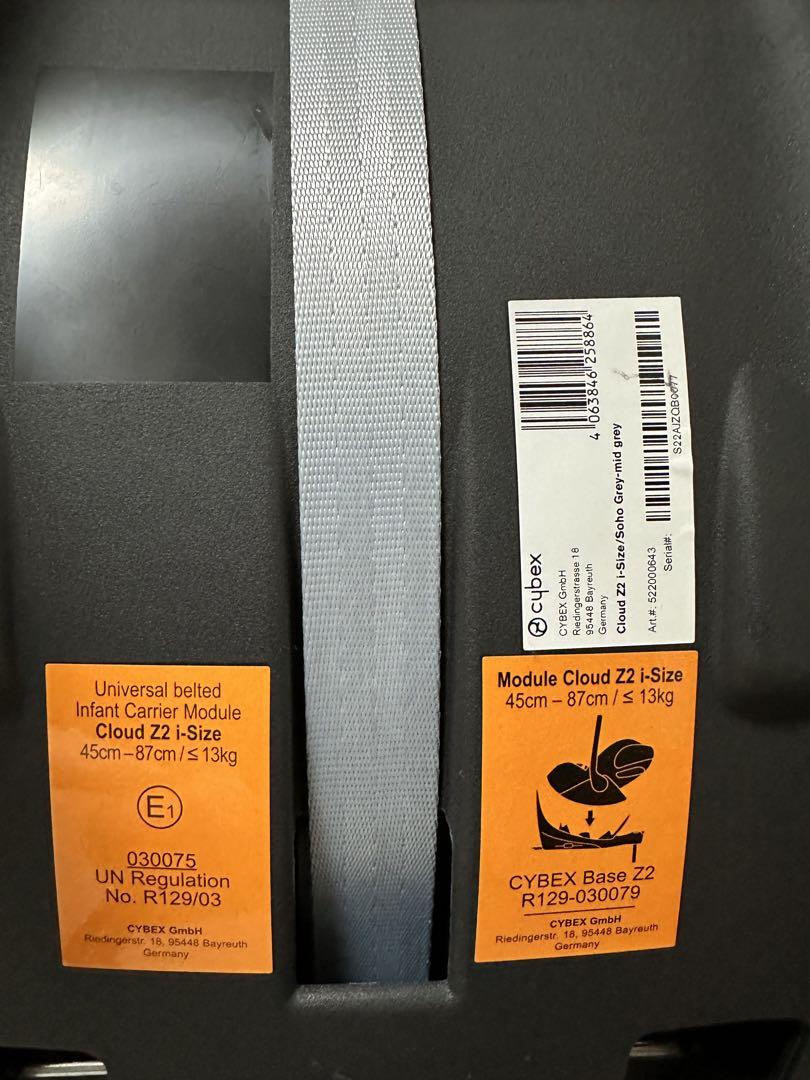 4 063846 258864
S22AJZQB0077
cybex
CYBEX GmbH
Riedingerstrasse 18
95448 Bayreuth
Germany
Cloud Z2 i-Size/Soho Grey-mid grey
Art.#: 522000643
Serial#:
Universal belted
Infant Carrier Module
Cloud Z2 i-Size
45cm – 87cm / ≤ 13kg
E1
030075
UN Regulation
No. R129/03
CYBEX GmbH
Riedingerstr. 18, 95448 Bayreuth
Germany
Module Cloud Z2 i-Size
45cm – 87cm / ≤ 13kg
CYBEX Base Z2
R129-030079
CYBEX GmbH
Riedingerstr. 18, 95448 Bayreuth
Germany